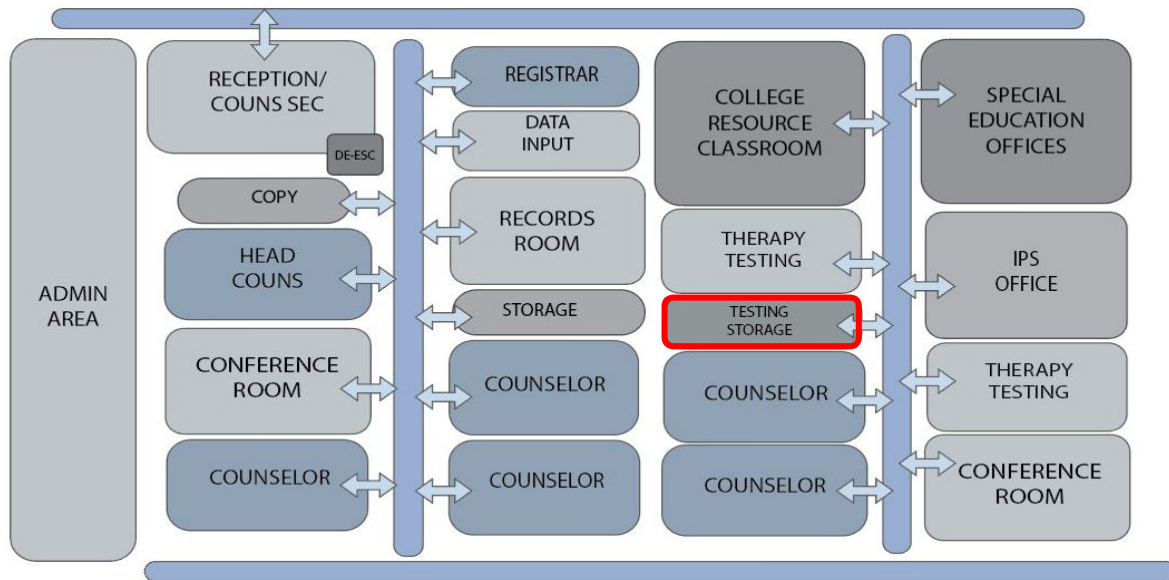 RECEPTION/
COUNS SEC
DE-ESC
COPY
HEAD
COUNS
ADMIN
AREA
CONFERENCE
ROOM
COUNSELOR
REGISTRAR
DATA
INPUT
RECORDS
ROOM
STORAGE
COUNSELOR
COUNSELOR
COLLEGE
RESOURCE
CLASSROOM
THERAPY
TESTING
TESTING
STORAGE
COUNSELOR
COUNSELOR
SPECIAL
EDUCATION
OFFICES
IPS
OFFICE
THERAPY
TESTING
CONFERENCE
ROOM